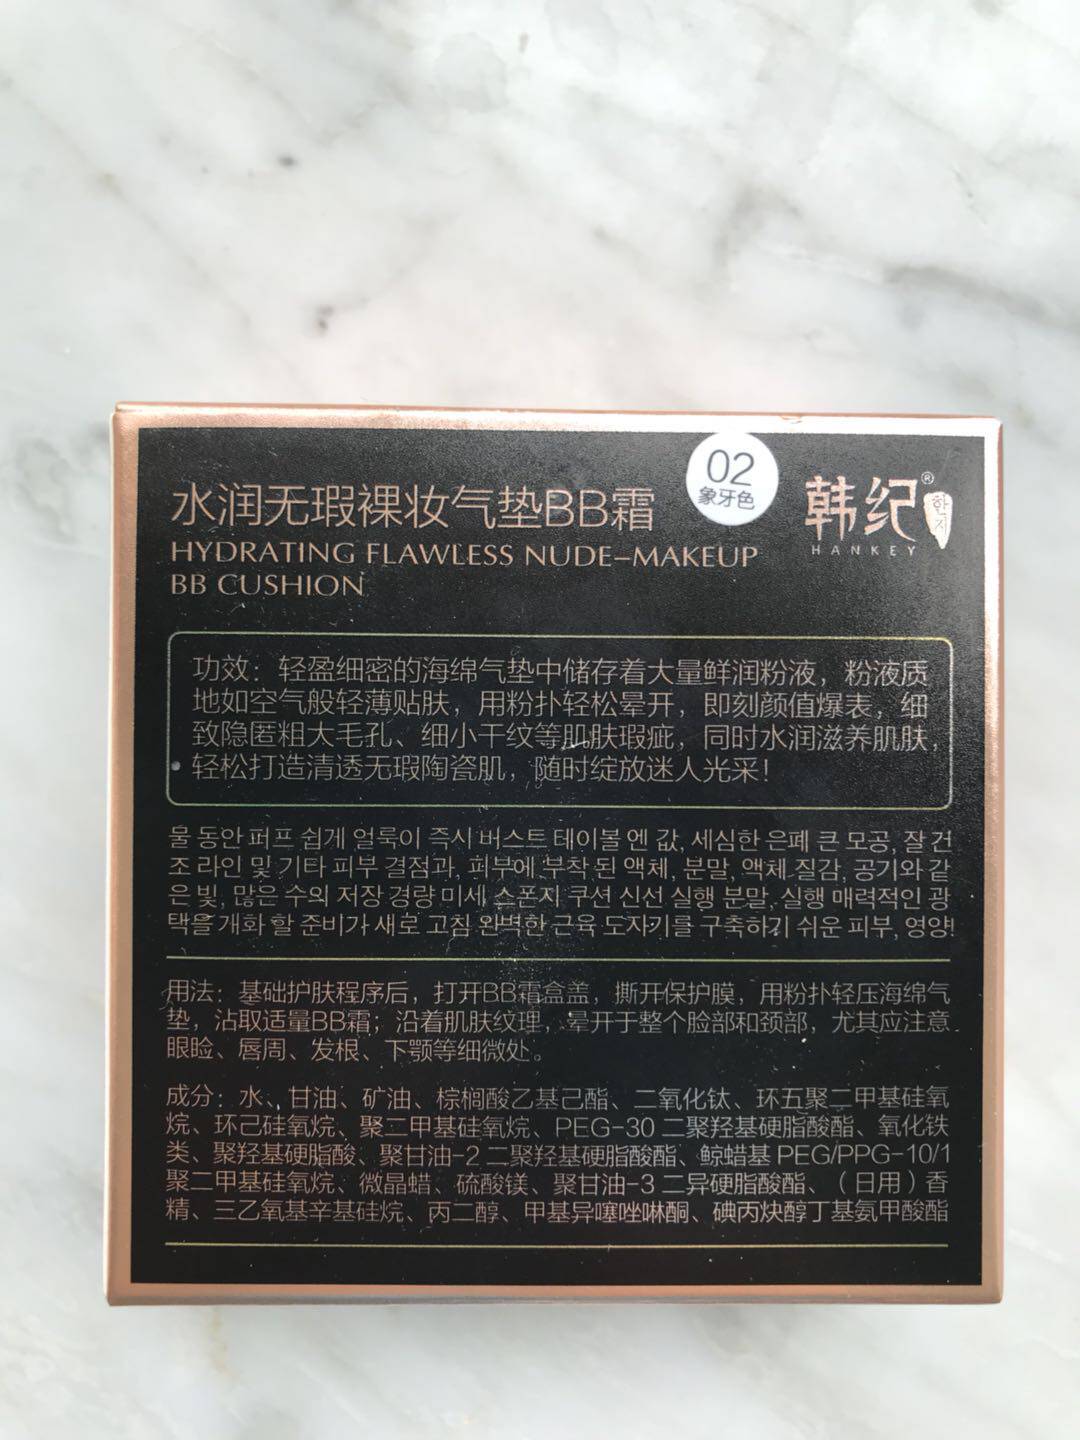 水润无瑕裸妆气垫BB霜
02
象牙色
韩纪®
한지
HANKEY
HYDRATING FLAWLESS NUDE-MAKEUP
BB CUSHION
功效：轻盈细密的海绵气垫中储存着大量鲜润粉液，粉液质
地如空气般轻薄贴肤，用粉扑轻松晕开，即刻颜值爆表，细
致隐匿粗大毛孔、细小干纹等肌肤瑕疵，同时水润滋养肌肤，
轻松打造清透无瑕陶瓷肌，随时绽放迷人光采！
물 동안 퍼프 쉽게 얼룩이 즉시 버스트 테이블 엔 값, 세심한 은폐 큰 모공, 잘 건
조 라인 및 기타 피부 결점과, 피부에 부착 된 액체, 분말, 액체 질감, 공기와 같
은 빛, 많은 수의 저장 경량 미세 스폰지 쿠션 신선 실행 분말, 실행 매력적인 광
택을 개화 할 준비가 새로 고침 완벽한 근육 도자기를 구축하기 쉬운 피부, 영양!
用法：基础护肤程序后，打开BB霜盒盖，撕开保护膜，用粉扑轻压海绵气
垫，沾取适量BB霜；沿着肌肤纹理，晕开于整个脸部和颈部，尤其应注意
眼睑、唇周、发根、下颚等细微处。
成分：水、甘油、矿油、棕榈酸乙基己酯、二氧化钛、环五聚二甲基硅氧
烷、环己硅氧烷、聚二甲基硅氧烷、PEG-30 二聚羟基硬脂酸酯、氧化铁
类、聚羟基硬脂酸、聚甘油-2 二聚羟基硬脂酸酯、鲸蜡基 PEG/PPG-10/1
聚二甲基硅氧烷、微晶蜡、硫酸镁、聚甘油-3 二异硬脂酸酯、（日用）香
精、三乙氧基辛基硅烷、丙二醇、甲基异噻唑啉酮、碘丙炔醇丁基氨甲酸酯